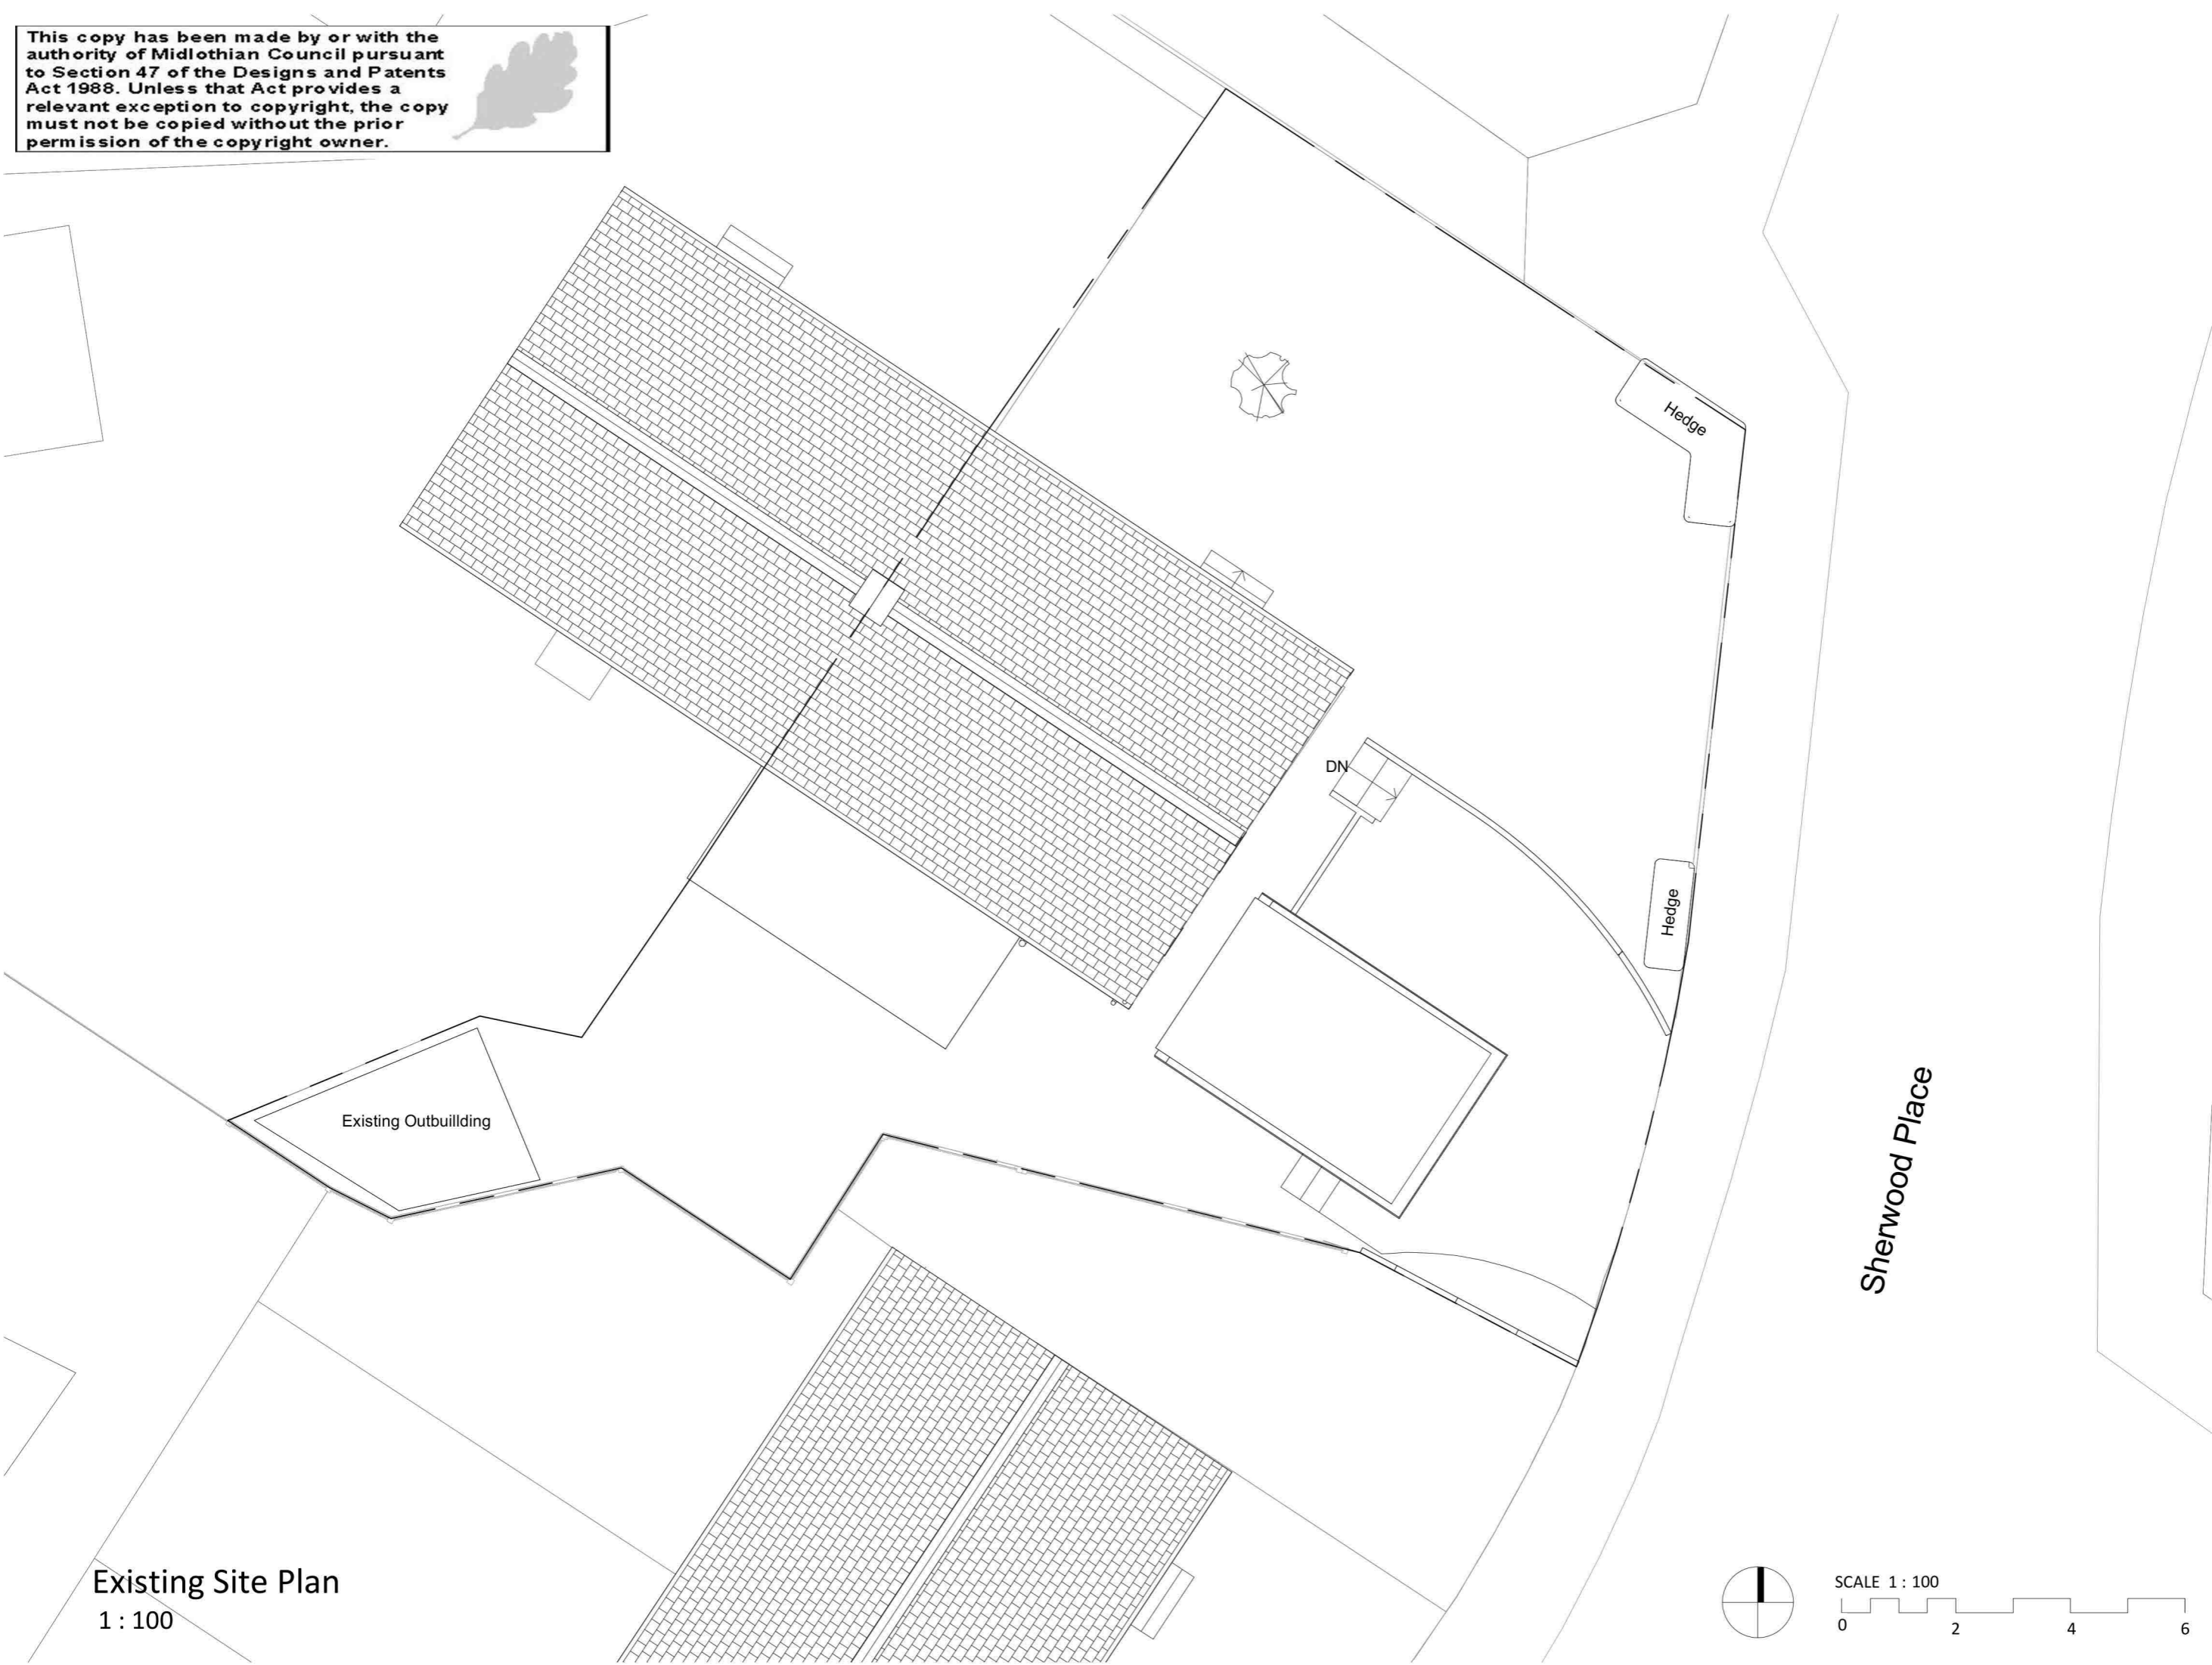 This copy has been made by or with the
authority of Midlothian Council pursuant
to Section 47 of the Designs and Patents
Act 1988. Unless that Act provides a
relevant exception to copyright, the copy
must not be copied without the prior
permission of the copyright owner.
Hedge
DN
Hedge
Existing Outbuillding
Sherwood Place
Existing Site Plan
1 : 100
SCALE 1 : 100
0 2 4 6